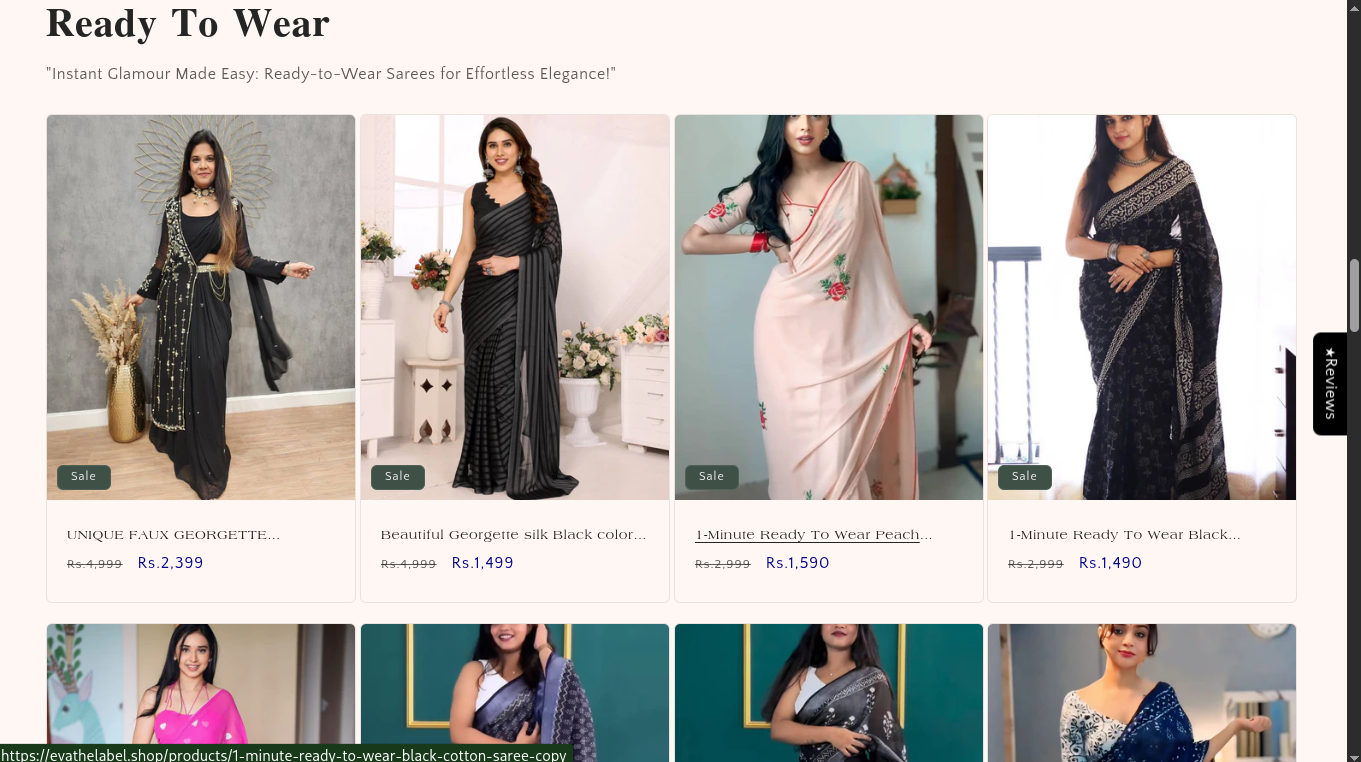 Ready To Wear
"Instant Glamour Made Easy: Ready-to-Wear Sarees for Effortless Elegance!"
Sale
Sale
Sale
Sale
UNIQUE FAUX GEORGETTE...
Rs.4,999 Rs.2,399
Beautiful Georgette silk Black color...
Rs.4,999 Rs.1,499
1-Minute Ready To Wear Peach...
Rs.2,999 Rs.1,590
1-Minute Ready To Wear Black...
Rs.2,999 Rs.1,490
★Reviews
https://evathelabel.shop/products/1-minute-ready-to-wear-black-cotton-saree-copy